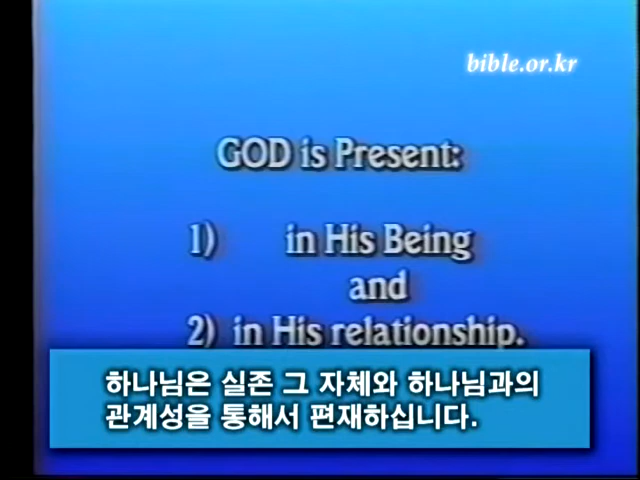 bible.or.kr
GOD is Present:
1) in His Being
and
2) in His relationship.
하나님은 실존 그 자체와 하나님과의
관계성을 통해서 편재하십니다.